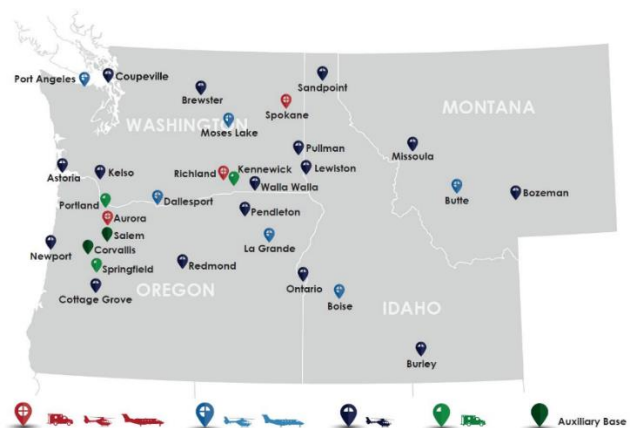 Port Angeles
Coupeville
Sandpoint
Brewster
Spokane
MONTANA
WASHINGTON
Moses Lake
Pullman
Missoula
Astoria
Kelso
Richland
Kennewick
Lewiston
Walla Walla
Portland
Dallesport
Butte
Bozeman
Aurora
Pendleton
Salem
Newport
Corvallis
La Grande
Springfield
Redmond
Cottage Grove
OREGON
Ontario
Boise
IDAHO
Burley
Auxiliary Base